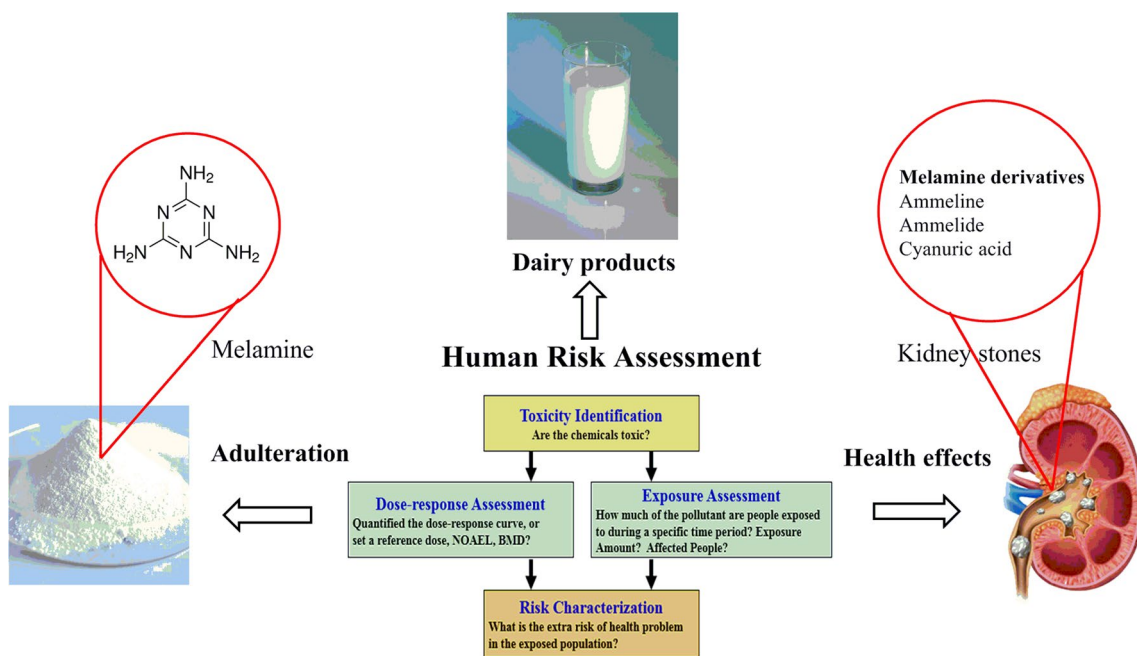 NH₂
N N
H₂N N NH₂
Melamine
Adulteration
Dairy products
Human Risk Assessment
Toxicity Identification
Are the chemicals toxic?
Dose-response Assessment
Quantified the dose-response curve, or
set a reference dose, NOAEL, BMD?
Exposure Assessment
How much of the pollutant are people exposed
to during a specific time period? Exposure
Amount? Affected People?
Risk Characterization
What is the extra risk of health problem
in the exposed population?
Melamine derivatives
Ammeline
Ammelide
Cyanuric acid
Kidney stones
Health effects